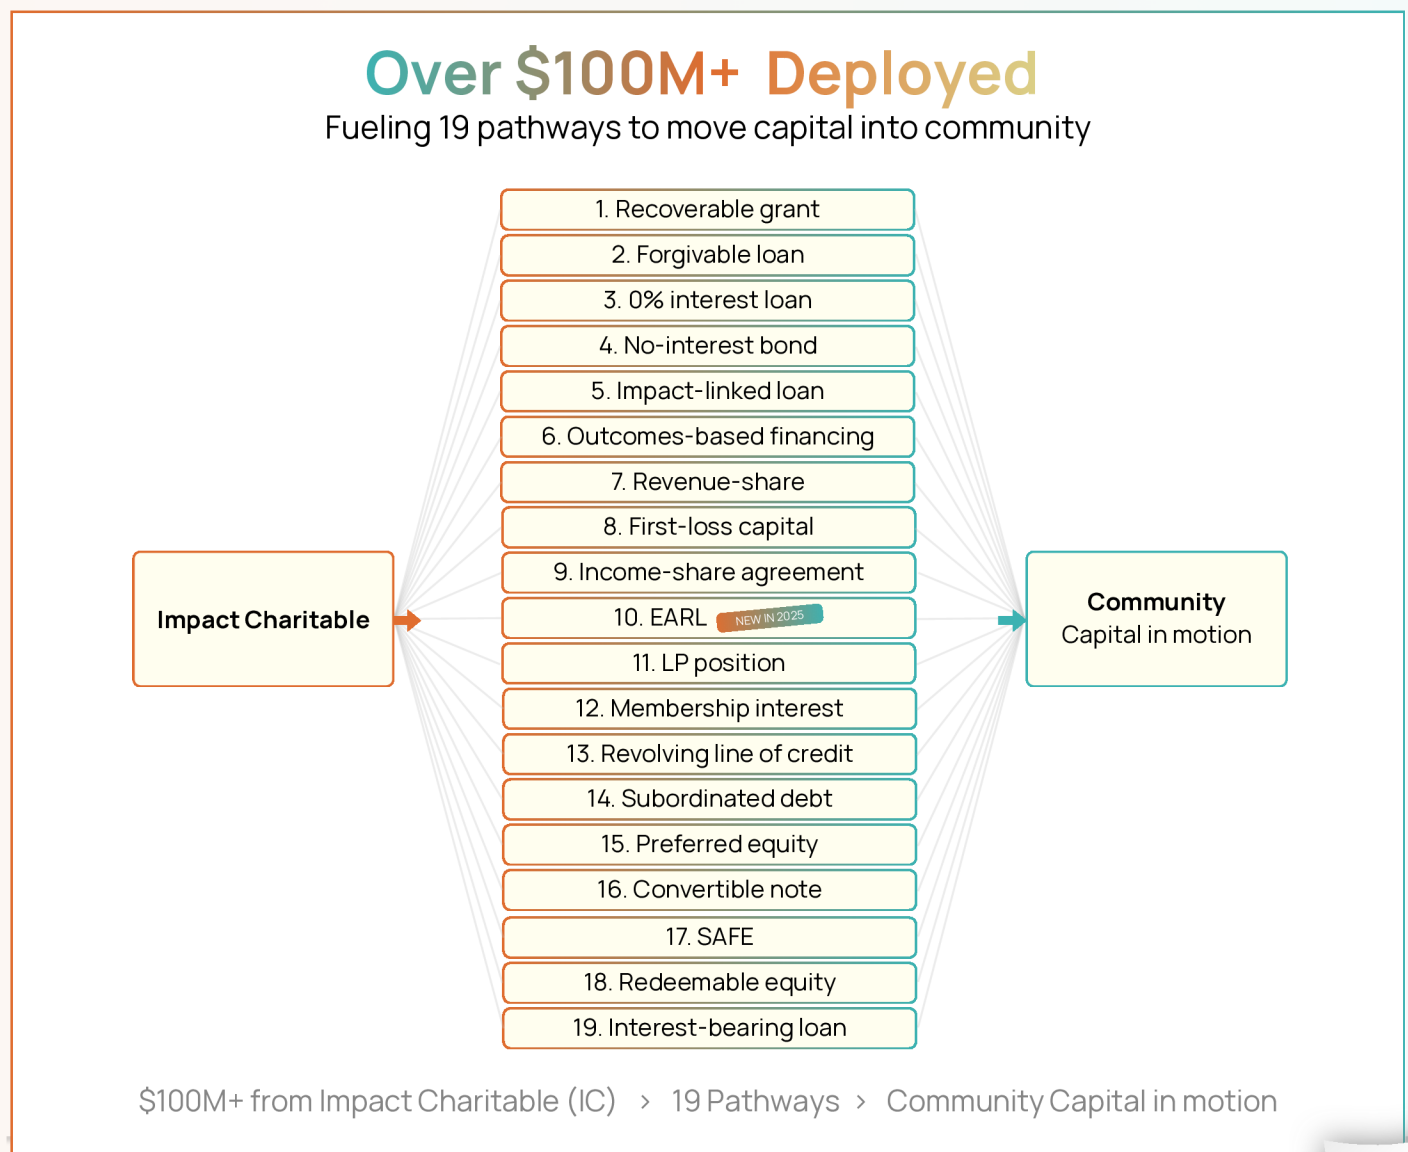 Over $100M+ Deployed
Fueling 19 pathways to move capital into community
1. Recoverable grant
2. Forgivable loan
3. 0% interest loan
4. No-interest bond
5. Impact-linked loan
6. Outcomes-based financing
7. Revenue-share
8. First-loss capital
9. Income-share agreement
10. EARL NEW IN 2025
11. LP position
12. Membership interest
13. Revolving line of credit
14. Subordinated debt
15. Preferred equity
16. Convertible note
17. SAFE
18. Redeemable equity
19. Interest-bearing loan
Impact Charitable
Community
Capital in motion
$100M+ from Impact Charitable (IC) > 19 Pathways > Community Capital in motion